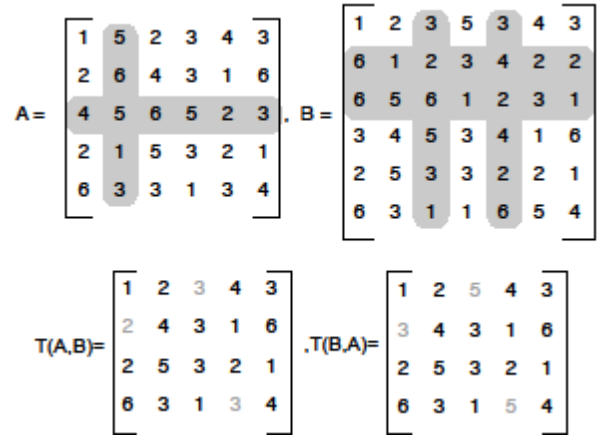 A =
1 5 2 3 4 3
2 6 4 3 1 6
4 5 6 5 2 3
2 1 5 3 2 1
6 3 3 1 3 4
, B =
1 2 3 5 3 4 3
6 1 2 3 4 2 2
6 5 6 1 2 3 1
3 4 5 3 4 1 6
2 5 3 3 2 2 1
6 3 1 1 6 5 4
T(A,B)=
1 2 3 4 3
2 4 3 1 6
2 5 3 2 1
6 3 1 3 4
,T(B,A)=
1 2 5 4 3
3 4 3 1 6
2 5 3 2 1
6 3 1 5 4